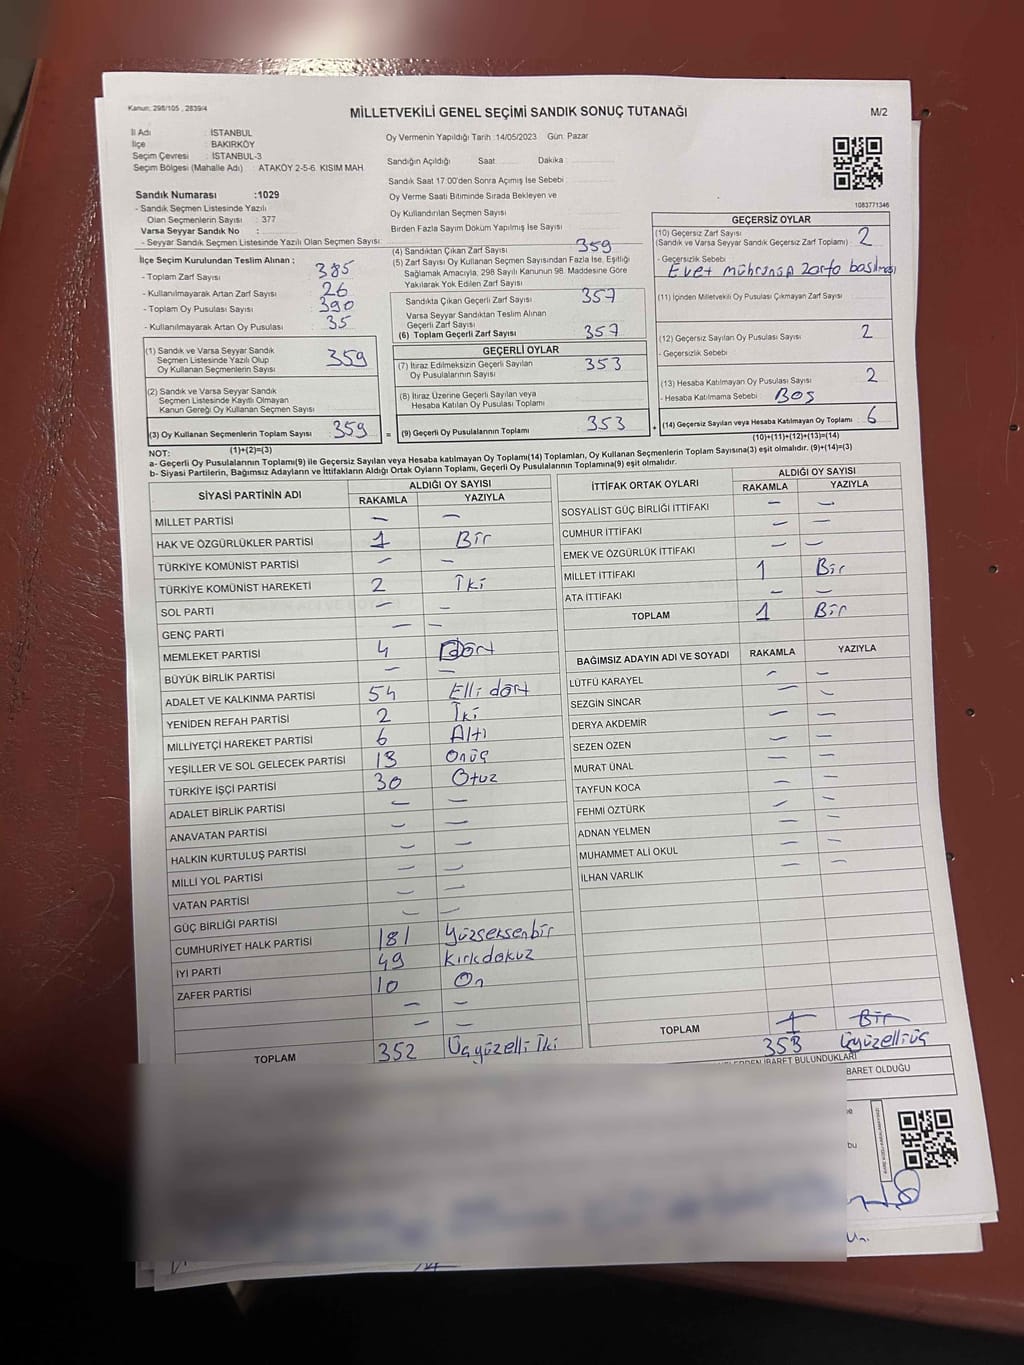 Kanun: 298/105 , 2839/4
MİLLETVEKİLİ GENEL SEÇİMİ SANDIK SONUÇ TUTANAĞI
M/2
İl Adı : İSTANBUL
İlçe : BAKIRKÖY
Seçim Çevresi : İSTANBUL-3
Seçim Bölgesi (Mahalle Adı) : ATAKÖY 2-5-6. KISIM MAH.
Sandık Numarası :1029
- Sandık Seçmen Listesinde Yazılı
Olan Seçmenlerin Sayısı : 377
Varsa Seyyar Sandık No :
- Seyyar Sandık Seçmen Listesinde Yazılı Olan Seçmen Sayısı:
Oy Vermenin Yapıldığı Tarih :14/05/2023 Gün: Pazar
Sandığın Açıldığı Saat Dakika
Sandık Saat 17.00'den Sonra Açımış İse Sebebi
Oy Verme Saati Bitiminde Sırada Bekleyen ve
Oy Kullandırılan Seçmen Sayısı
Birden Fazla Sayım Döküm Yapılmış İse Sayısı
1083771346
İlçe Seçim Kurulundan Teslim Alınan ;
- Toplam Zarf Sayısı : 385
- Kullanılmayarak Artan Zarf Sayısı : 26
- Toplam Oy Pusulası Sayısı : 390
- Kullanılmayarak Artan Oy Pusulası : 35
(1) Sandık ve Varsa Seyyar Sandık
Seçmen Listesinde Yazılı Olup
Oy Kullanan Seçmenlerin Sayısı : 359
(2) Sandık ve Varsa Seyyar Sandık
Seçmen Listesinde Kaydlı Olmayan
Kanun Gereği Oy Kullanan Seçmen Sayısı
(3) Oy Kullanan Seçmenlerin Toplam Sayısı 359
(1)+(2)=(3)
(4) Sandıktan Çıkan Zarf Sayısı 359
(5) Zarf Sayısı Oy Kullanan Seçmen Sayısından Fazla İse, Eşitliği
Sağlamak Amacıyla, 298 Sayılı Kanunun 98. Maddesine Göre
Yakılarak Yok Edilen Zarf Sayısı
Sandıkta Çıkan Geçerli Zarf Sayısı 357
Varsa Seyyar Sandıktan Teslim Alınan
Geçerli Zarf Sayısı
(6) Toplam Geçerli Zarf Sayısı 357
GEÇERLİ OYLAR
(7) İtiraz Edilmeksizin Geçerli Sayılan
Oy Pusulalarının Sayısı 353
(8) İtiraz Üzerine Geçerli Sayılan veya
Hesaba Katılan Oy Pusulası Toplamı
= (9) Geçerli Oy Pusulalarının Toplamı 353
GEÇERSİZ OYLAR
(10) Geçersiz Zarf Sayısı
(Sandık ve Varsa Seyyar Sandık Geçersiz Zarf Toplamı) : 2
- Geçersizlik Sebebi :
Evet mührünün zarfa basılması
(11) İçinden Milletvekili Oy Pusulası Çıkmayan Zarf Sayısı :
(12) Geçersiz Sayılan Oy Pusulası Sayısı : 2
- Geçersizlik Sebebi
(13) Hesaba Katılmayan Oy Pusulası Sayısı : 2
- Hesaba Katılmama Sebebi : Boş
+ (14) Geçersiz Sayılan veya Hesaba Katılmayan Oy Toplamı : 6
(10)+(11)+(12)+(13)=(14)
NOT:
a- Geçerli Oy Pusulalarının Toplamı(9) ile Geçersiz Sayılan veya Hesaba katılmayan Oy Toplamı(14) Toplamları, Oy Kullanan Seçmenlerin Toplam Sayısına(3) eşit olmalıdır. (9)+(14)=(3)
b- Siyasi Partilerin, Bağımsız Adayların ve İttifakların Aldığı Ortak Oyların Toplamı, Geçerli Oy Pusulalarının Toplamına(9) eşit olmalıdır.
SİYASİ PARTİNİN ADI ALDIĞI OY SAYISI
RAKAMLA YAZIYLA
MİLLET PARTİSİ — —
HAK VE ÖZGÜRLÜKLER PARTİSİ 1 Bir
TÜRKİYE KOMÜNİST PARTİSİ — —
TÜRKİYE KOMÜNİST HAREKETİ 2 İki
SOL PARTİ — —
GENÇ PARTİ — —
MEMLEKET PARTİSİ 4 Dört
BÜYÜK BİRLİK PARTİSİ — —
ADALET VE KALKINMA PARTİSİ 54 Elli dört
YENİDEN REFAH PARTİSİ 2 İki
MİLLİYETÇİ HAREKET PARTİSİ 6 Altı
YEŞİLLER VE SOL GELECEK PARTİSİ 13 Onüç
TÜRKİYE İŞÇİ PARTİSİ 30 Otuz
ADALET BİRLİK PARTİSİ — —
ANAVATAN PARTİSİ — —
HALKIN KURTULUŞ PARTİSİ — —
MİLLİ YOL PARTİSİ — —
VATAN PARTİSİ — —
GÜÇ BİRLİĞİ PARTİSİ — —
CUMHURİYET HALK PARTİSİ 181 Yüzseksenbir
İYİ PARTİ 49 Kırkdokuz
ZAFER PARTİSİ 10 On
— —
— —
TOPLAM 352 Üçyüzelli iki
İTTİFAK ORTAK OYLARI ALDIĞI OY SAYISI
RAKAMLA YAZIYLA
SOSYALİST GÜÇ BİRLİĞİ İTTİFAKI — —
CUMHUR İTTİFAKI — —
EMEK VE ÖZGÜRLÜK İTTİFAKI — —
MİLLET İTTİFAKI 1 Bir
ATA İTTİFAKI — —
TOPLAM 1 Bir
BAĞIMSIZ ADAYIN ADI VE SOYADI RAKAMLA YAZIYLA
LÜTFÜ KARAYEL — —
SEZGİN SİNCAR — —
DERYA AKDEMİR — —
SEZEN ÖZEN — —
MURAT ÜNAL — —
TAYFUN KOCA — —
FEHMİ ÖZTÜRK — —
ADNAN YELMEN — —
MUHAMMET ALİ OKUL — —
İLHAN VARLIK — —
TOPLAM 1 Bir
353 Üçyüzelliüç
İBARET BULUNDUKLARI
BARET OLDUĞU